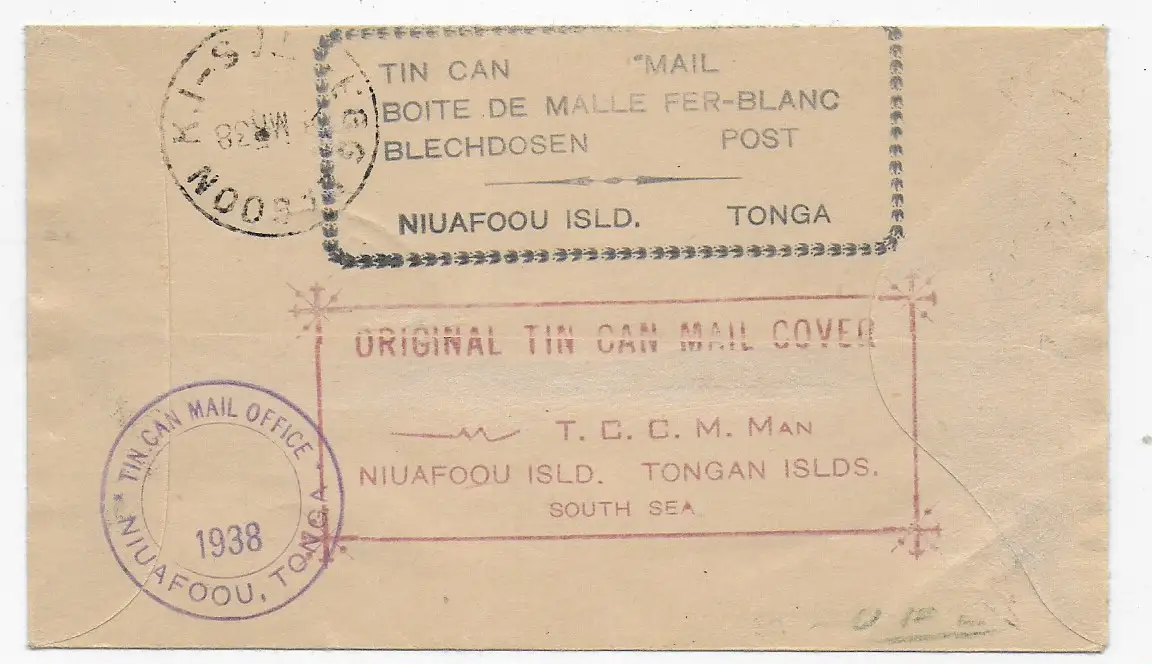 TIN CAN MAIL
BOITE DE MALLE FER-BLANC
BLECHDOSEN POST
NIUAFOOU ISLD. TONGA
MR38
ORIGINAL TIN CAN MAIL COVER
T. C. C. M. MAN
NIUAFOOU ISLD. TONGAN ISLDS.
SOUTH SEA
TIN CAN MAIL OFFICE
1938
NIUAFOOU, TONGA